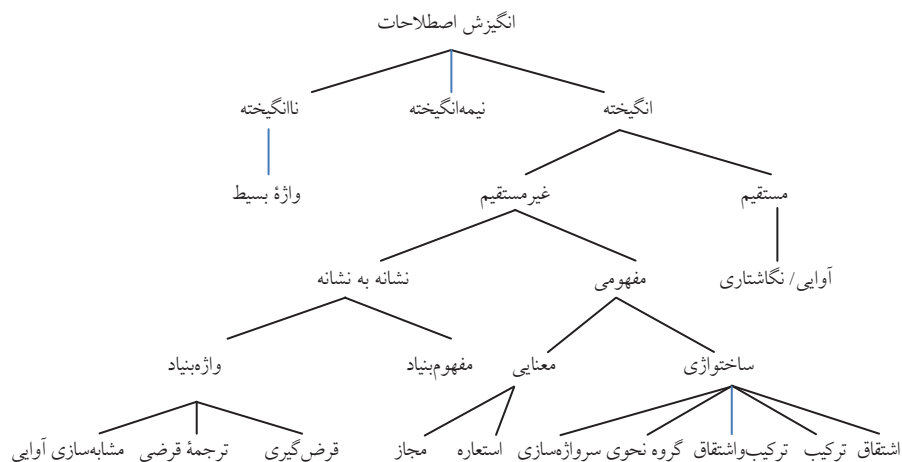 انگیزش اصطلاحات
انگیخته نیمه‌انگیخته ناانگیخته
مستقیم غیرمستقیم واژهٔ بسیط
آوایی/ نگاشتاری مفهومی نشانه به نشانه
ساختواژی معنایی مفهوم‌بنیاد واژه‌بنیاد
اشتقاق ترکیب ترکیب‌واشتقاق گروه نحوی سرواژه‌سازی استعاره مجاز قرض‌گیری ترجمهٔ قرضی مشابه‌سازی آوایی